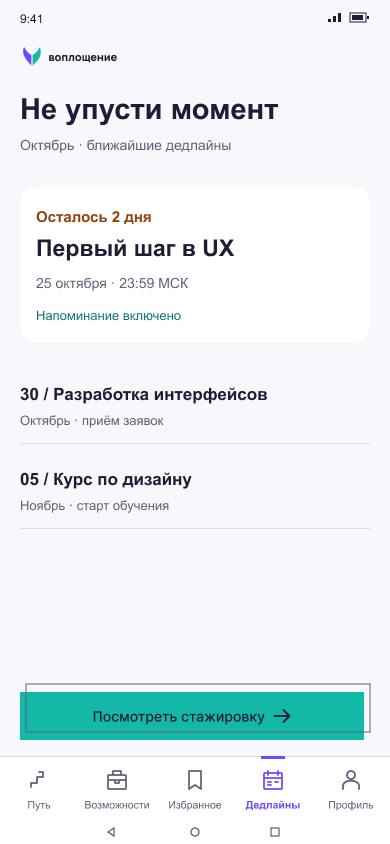 9:41
воплощение
Не упусти момент
Октябрь · ближайшие дедлайны
Осталось 2 дня
Первый шаг в UX
25 октября · 23:59 МСК
Напоминание включено
30 / Разработка интерфейсов
Октябрь · приём заявок
05 / Курс по дизайну
Ноябрь · старт обучения
Посмотреть стажировку →
Путь Возможности Избранное Дедлайны Профиль